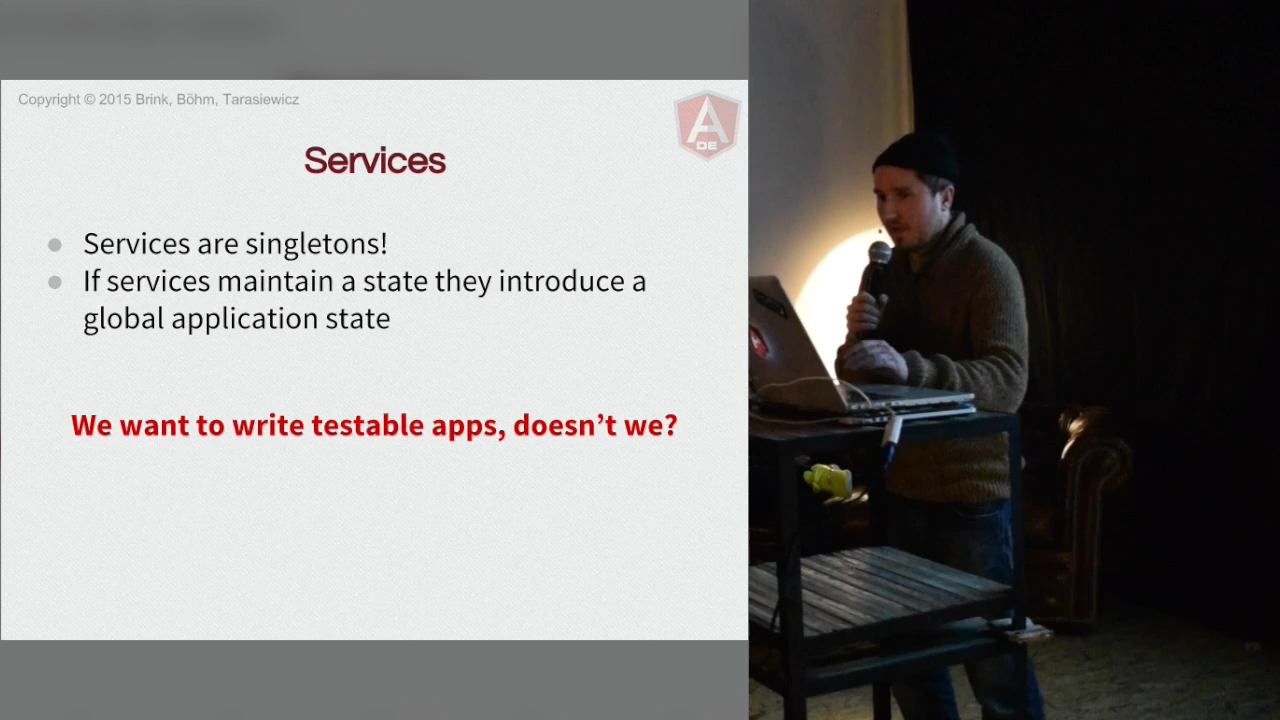 Copyright © 2015 Brink, Böhm, Tarasiewicz
DE
Services
Services are singletons!
If services maintain a state they introduce a
global application state
We want to write testable apps, doesn't we?